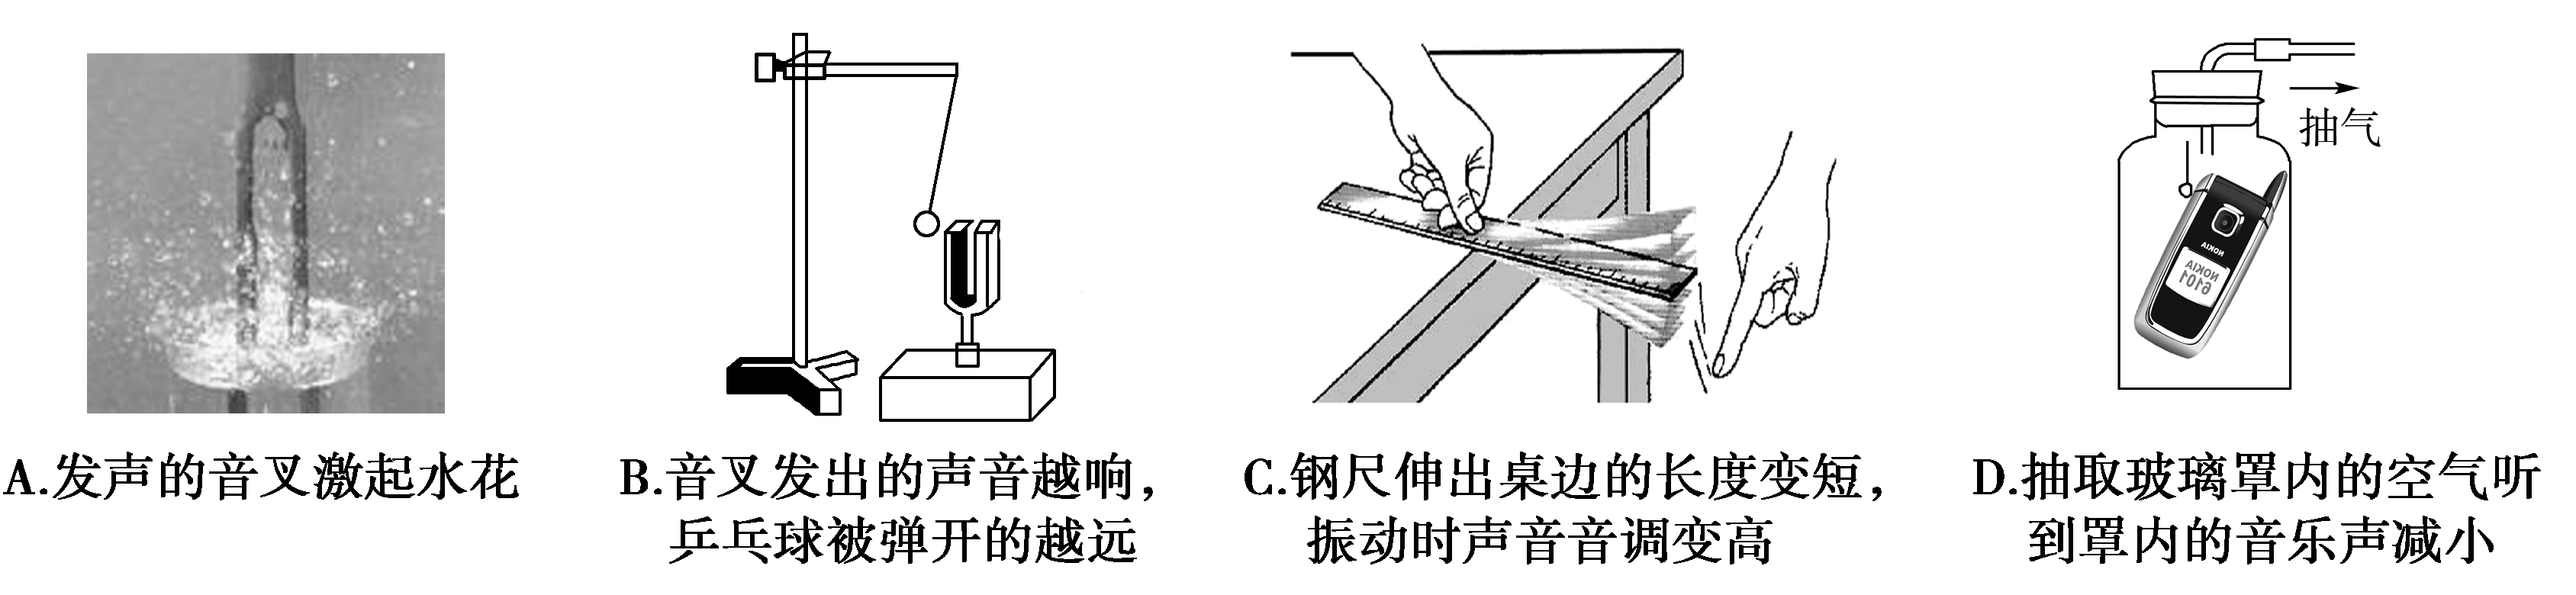 抽气
NOKIA
NOKIA
6101
A.发声的音叉激起水花
B.音叉发出的声音越响，
乒乓球被弹开的越远
C.钢尺伸出桌边的长度变短，
振动时声音音调变高
D.抽取玻璃罩内的空气听
到罩内的音乐声减小